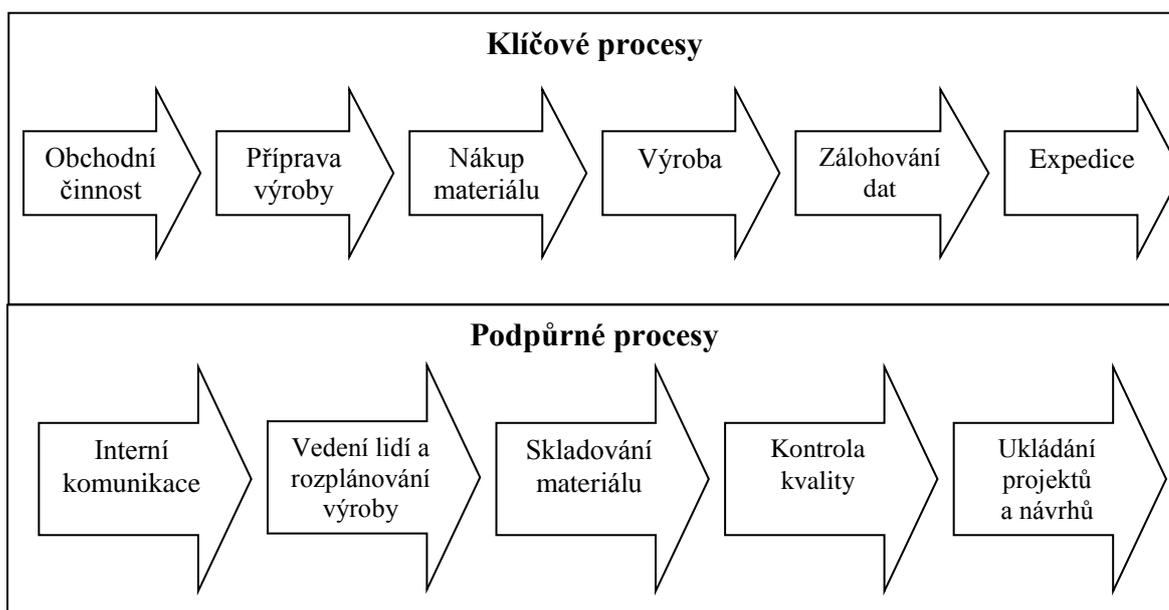 Klíčové procesy
Obchodní
činnost
Příprava
výroby
Nákup
materiálu
Výroba
Zálohování
dat
Expedice
Podpůrné procesy
Interní
komunikace
Vedení lidí a
rozplánování
výroby
Skladování
materiálu
Kontrola
kvality
Ukládání
projektů
a návrhů